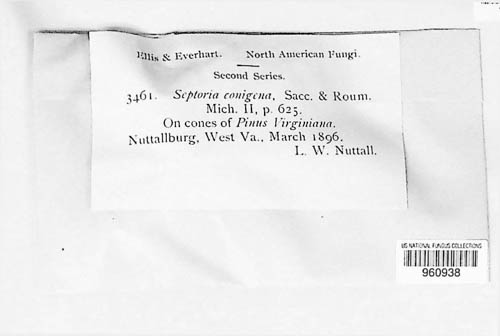 Ellis & Everhart. North American Fungi.
Second Series.
3461. Septoria conigena, Sacc. & Roum.
Mich. II, p. 625.
On cones of Pinus Virginiana.
Nuttallburg, West Va., March 1896.
L. W. Nuttall.
US NATIONAL FUNGUS COLLECTIONS
960938